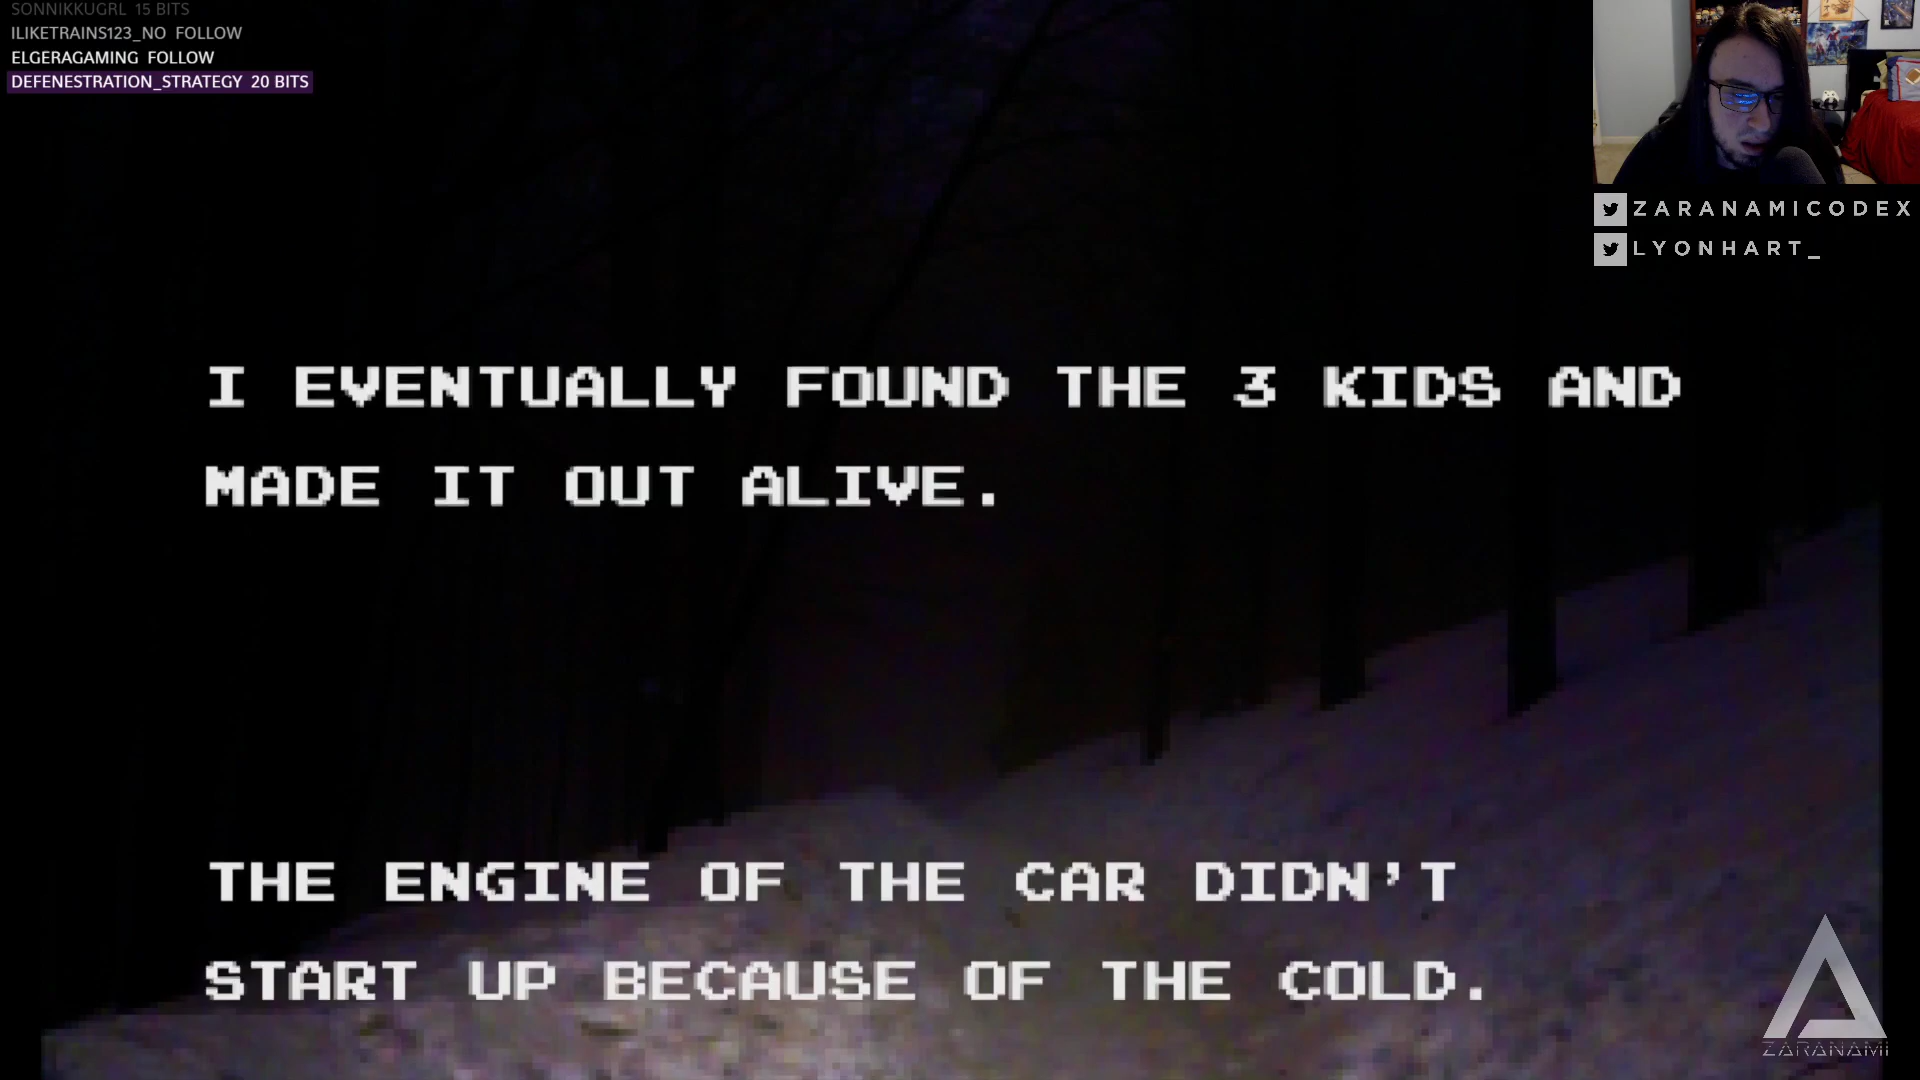 SONNIKKUGRL 15 BITS
ILIKETRAINS123_NO FOLLOW
ELGERAGAMING FOLLOW
DEFENESTRATION_STRATEGY 20 BITS
ZARANAMICODEX
LYONHART_
I EVENTUALLY FOUND THE 3 KIDS AND
MADE IT OUT ALIVE.
THE ENGINE OF THE CAR DIDN'T
START UP BECAUSE OF THE COLD.
ZARANAMI